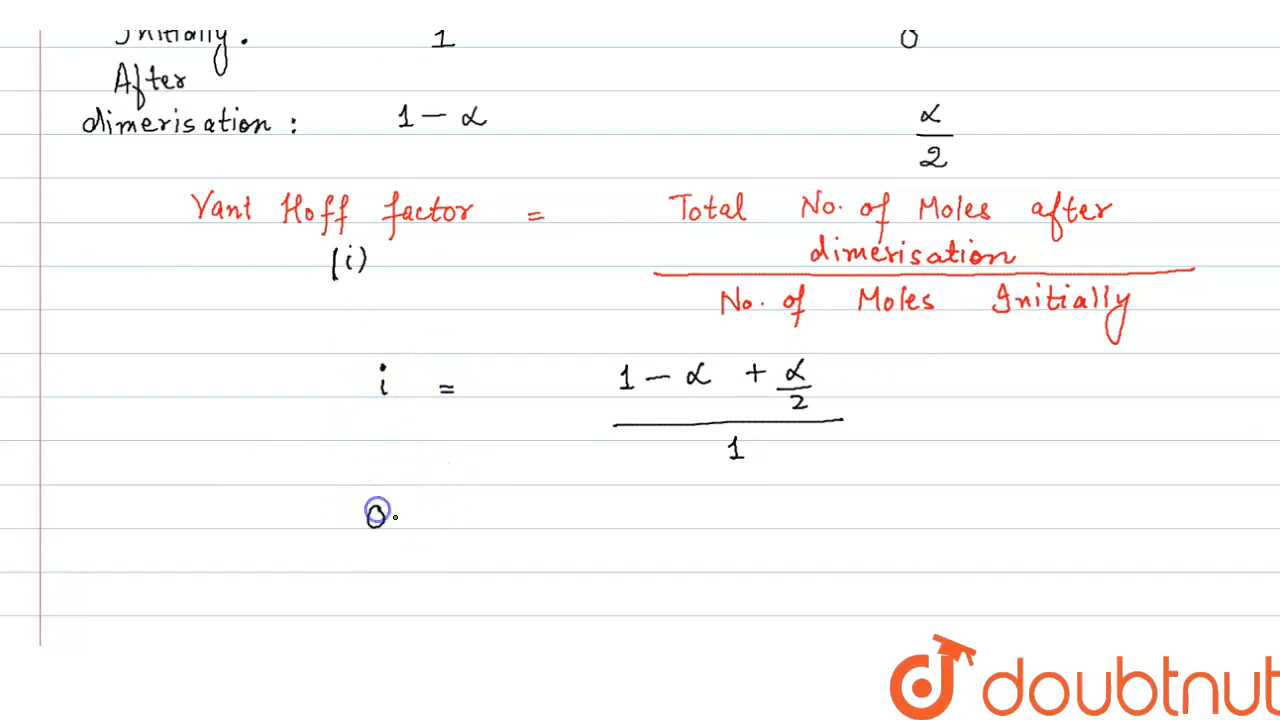 Initially. 1 0
After
dimerisation : 1 - α α/2
Vant Hoff factor = Total No. of Moles after
(i) dimerisation
No. of Moles Initially
i = 1 - α + α/2
1
0.
doubtnut